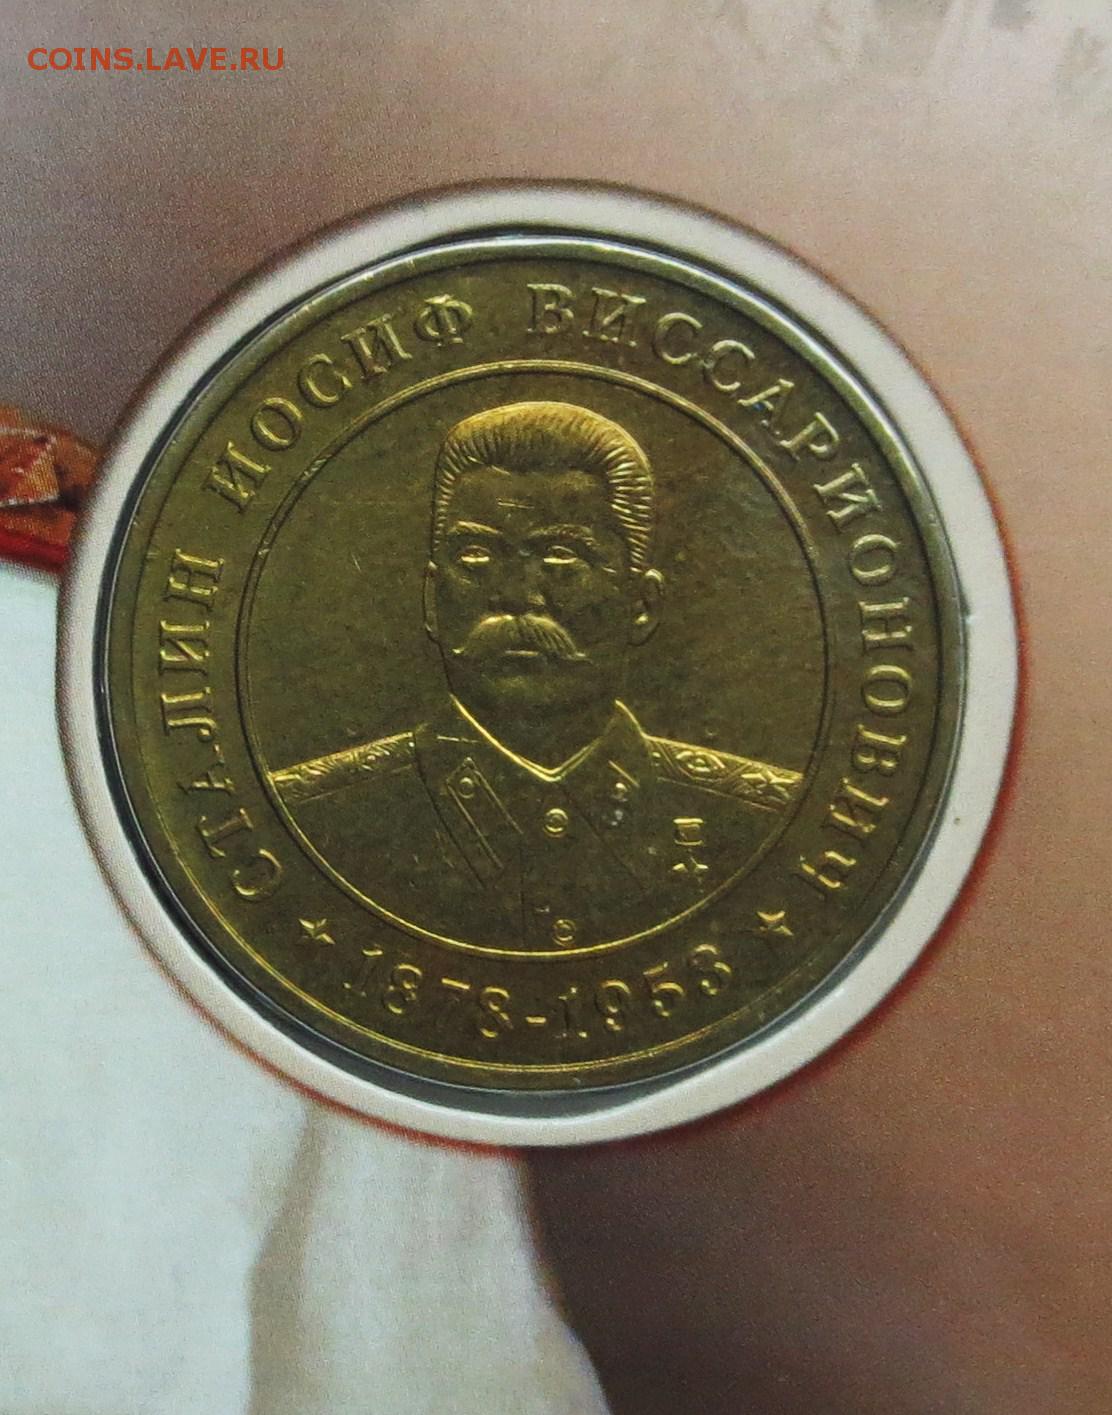 COINS.LAVE.RU
СТАЛИН ИОСИФ ВИССАРИОНОВИЧ
1878-1953